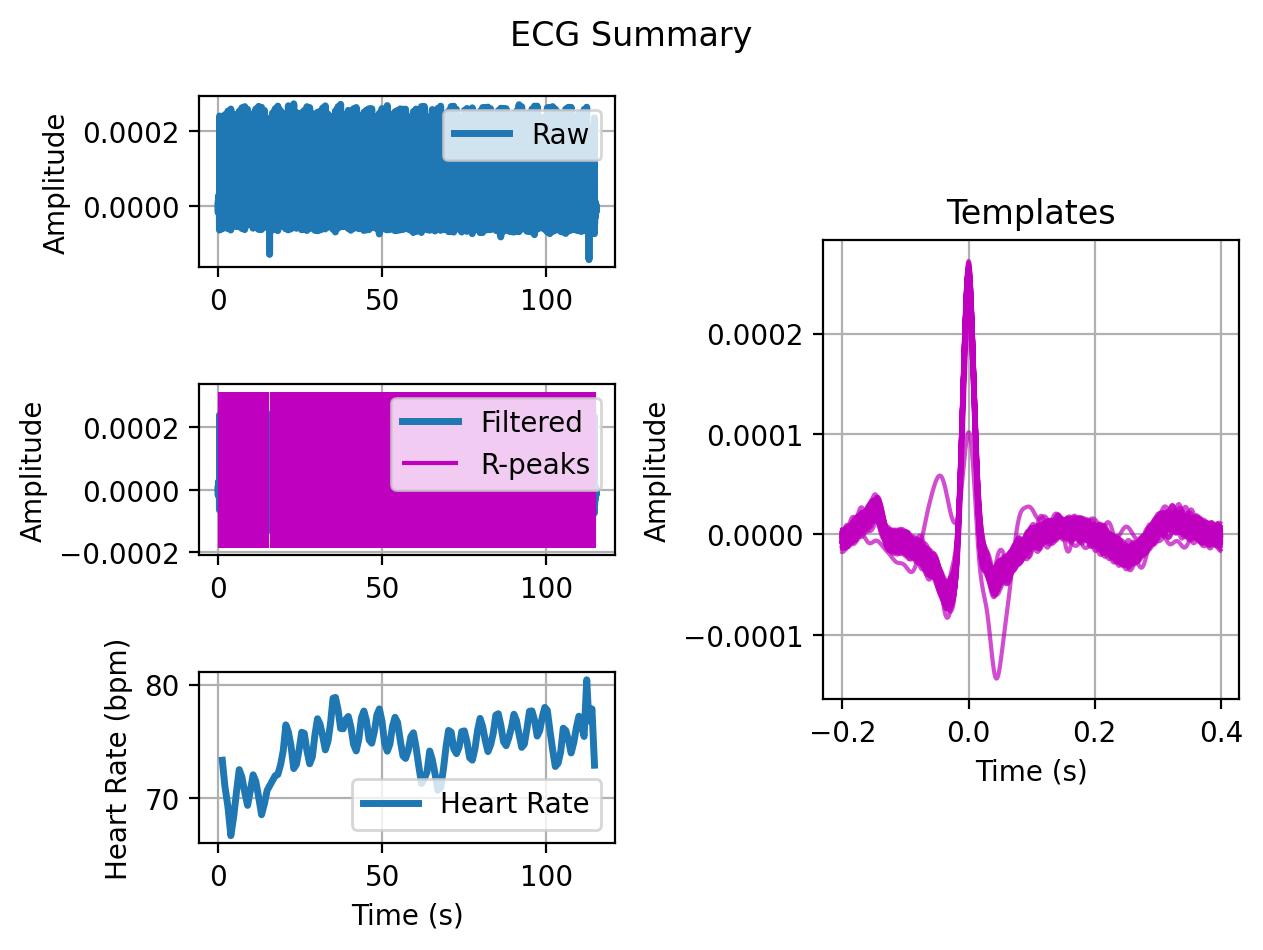 ECG Summary
Amplitude
0.0002
0.0000
Raw
0 50 100
Amplitude
0.0002
0.0000
−0.0002
Filtered
R-peaks
0 50 100
Heart Rate (bpm)
80
70
Heart Rate
0 50 100
Time (s)
Templates
Amplitude
0.0002
0.0001
0.0000
−0.0001
−0.2 0.0 0.2 0.4
Time (s)